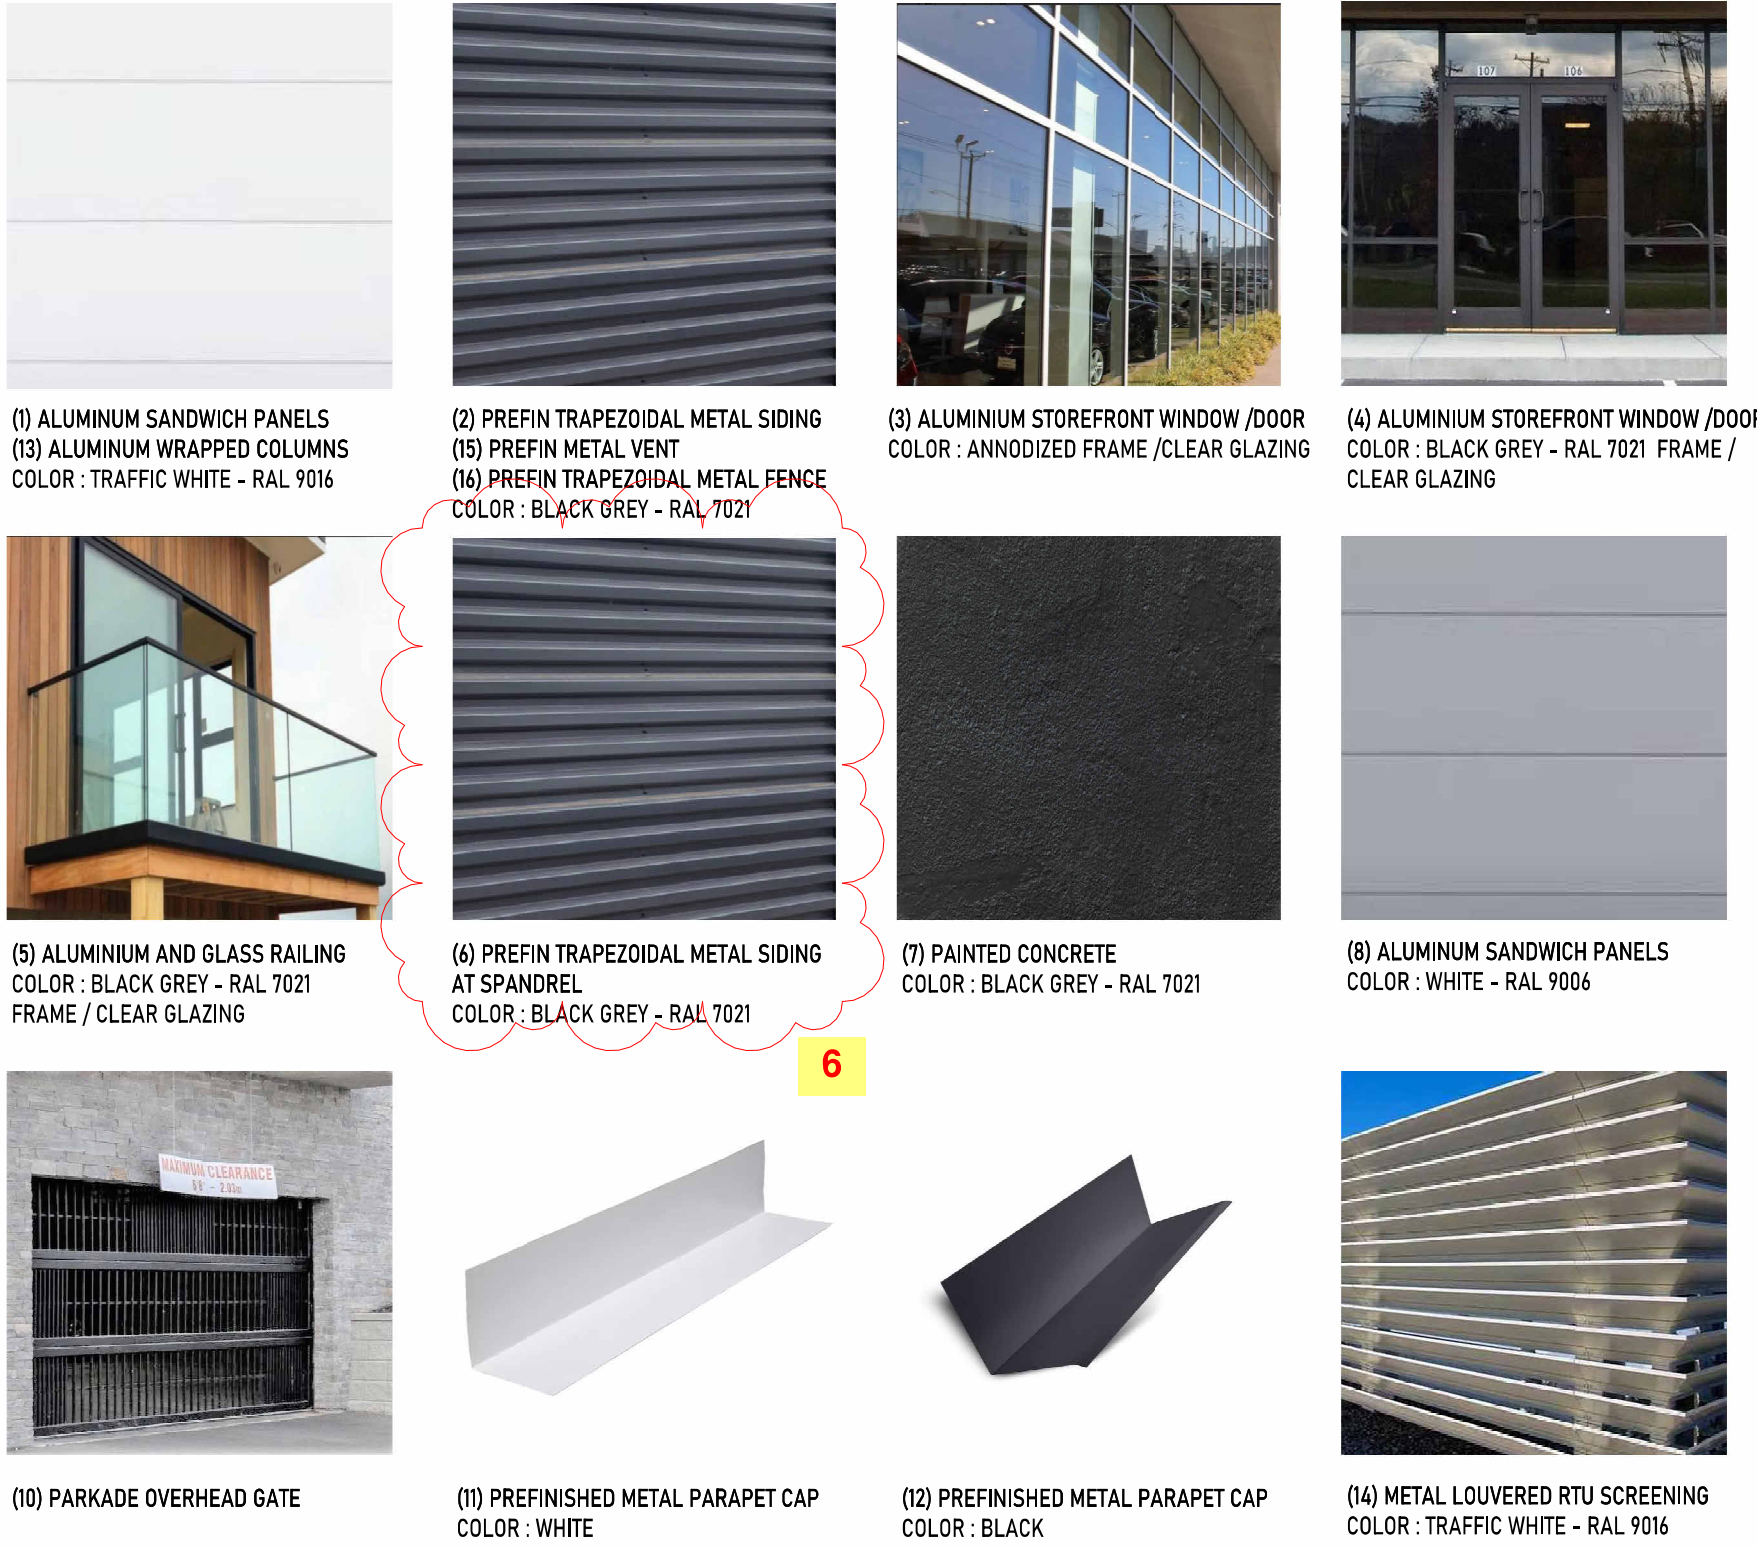 107 106
(1) ALUMINUM SANDWICH PANELS
(13) ALUMINUM WRAPPED COLUMNS
COLOR : TRAFFIC WHITE - RAL 9016
(2) PREFIN TRAPEZOIDAL METAL SIDING
(15) PREFIN METAL VENT
(16) PREFIN TRAPEZOIDAL METAL FENCE
COLOR : BLACK GREY - RAL 7021
(3) ALUMINIUM STOREFRONT WINDOW /DOOR
COLOR : ANNODIZED FRAME /CLEAR GLAZING
(4) ALUMINIUM STOREFRONT WINDOW /DOOR
COLOR : BLACK GREY - RAL 7021 FRAME /
CLEAR GLAZING
(5) ALUMINIUM AND GLASS RAILING
COLOR : BLACK GREY - RAL 7021
FRAME / CLEAR GLAZING
(6) PREFIN TRAPEZOIDAL METAL SIDING
AT SPANDREL
COLOR : BLACK GREY - RAL 7021
(7) PAINTED CONCRETE
COLOR : BLACK GREY - RAL 7021
(8) ALUMINUM SANDWICH PANELS
COLOR : WHITE - RAL 9006
6
MAXIMUM CLEARANCE
6'8" - 2.03m
(10) PARKADE OVERHEAD GATE
(11) PREFINISHED METAL PARAPET CAP
COLOR : WHITE
(12) PREFINISHED METAL PARAPET CAP
COLOR : BLACK
(14) METAL LOUVERED RTU SCREENING
COLOR : TRAFFIC WHITE - RAL 9016